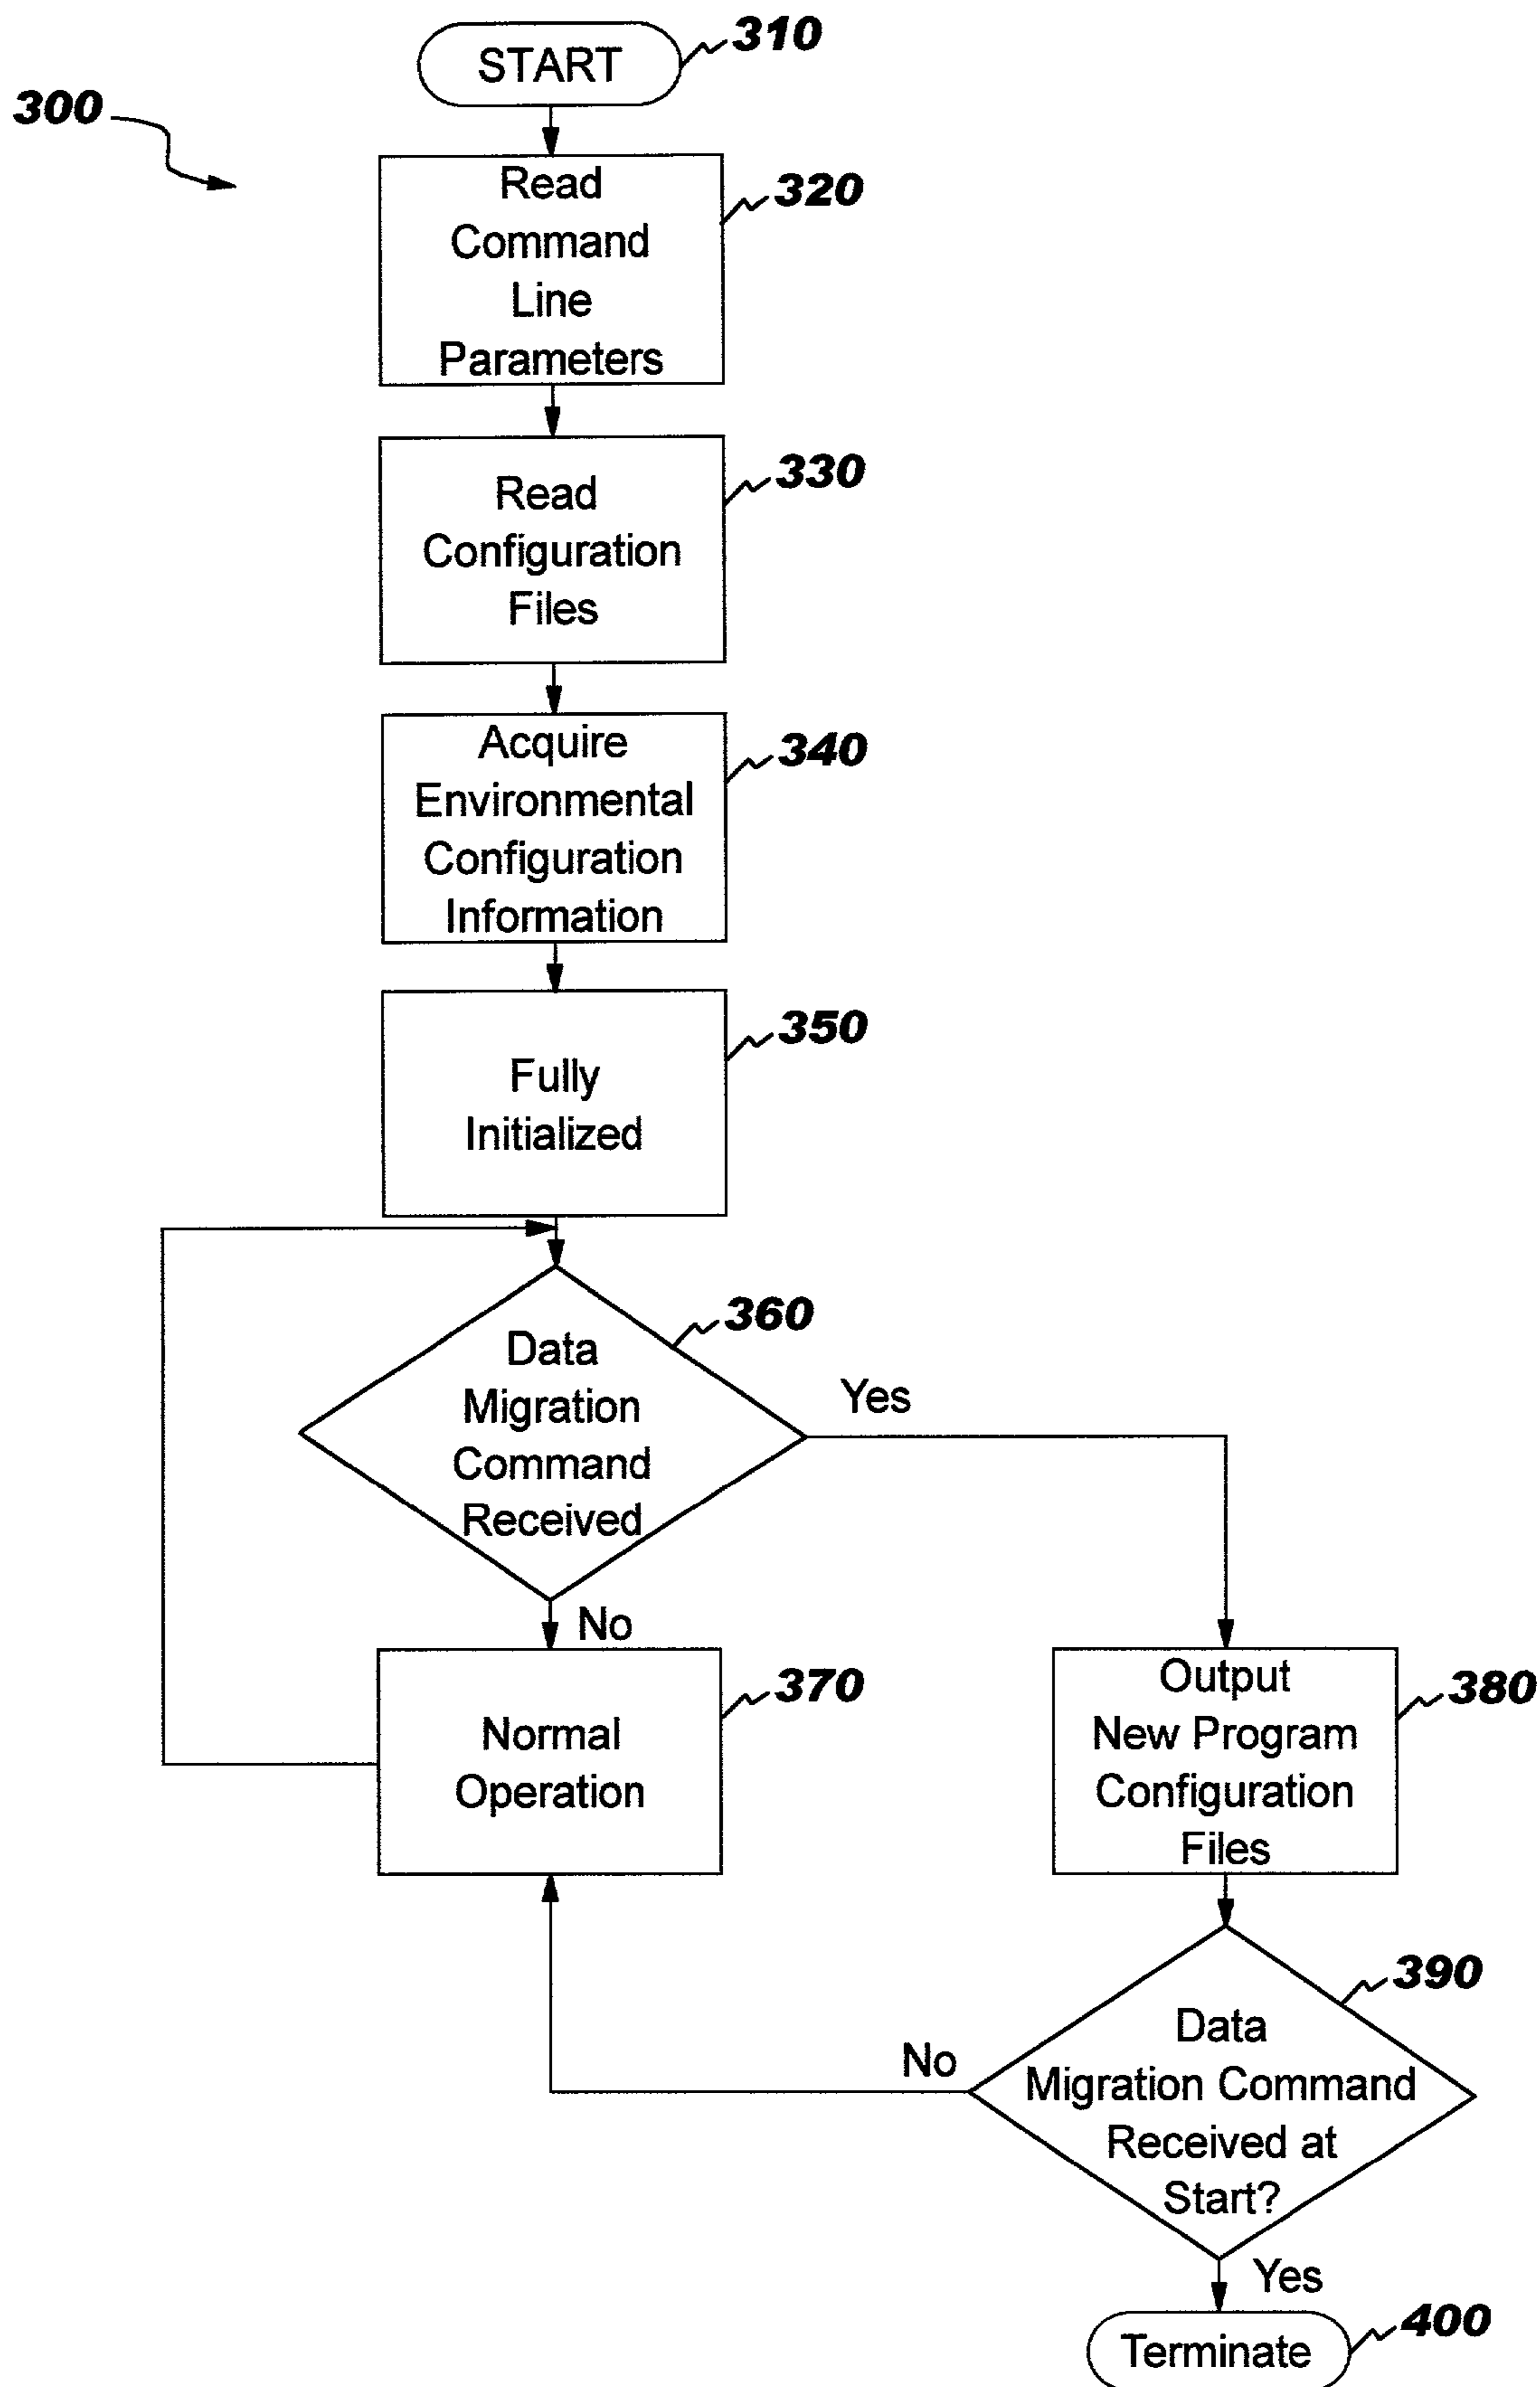 START
310
300
Read
Command
Line
Parameters
320
Read
Configuration
Files
330
Acquire
Environmental
Configuration
Information
340
Fully
Initialized
350
Data
Migration
Command
Received
360
Yes
No
Normal
Operation
370
Output
New Program
Configuration
Files
380
Data
Migration Command
Received at
Start?
390
No
Yes
Terminate
400